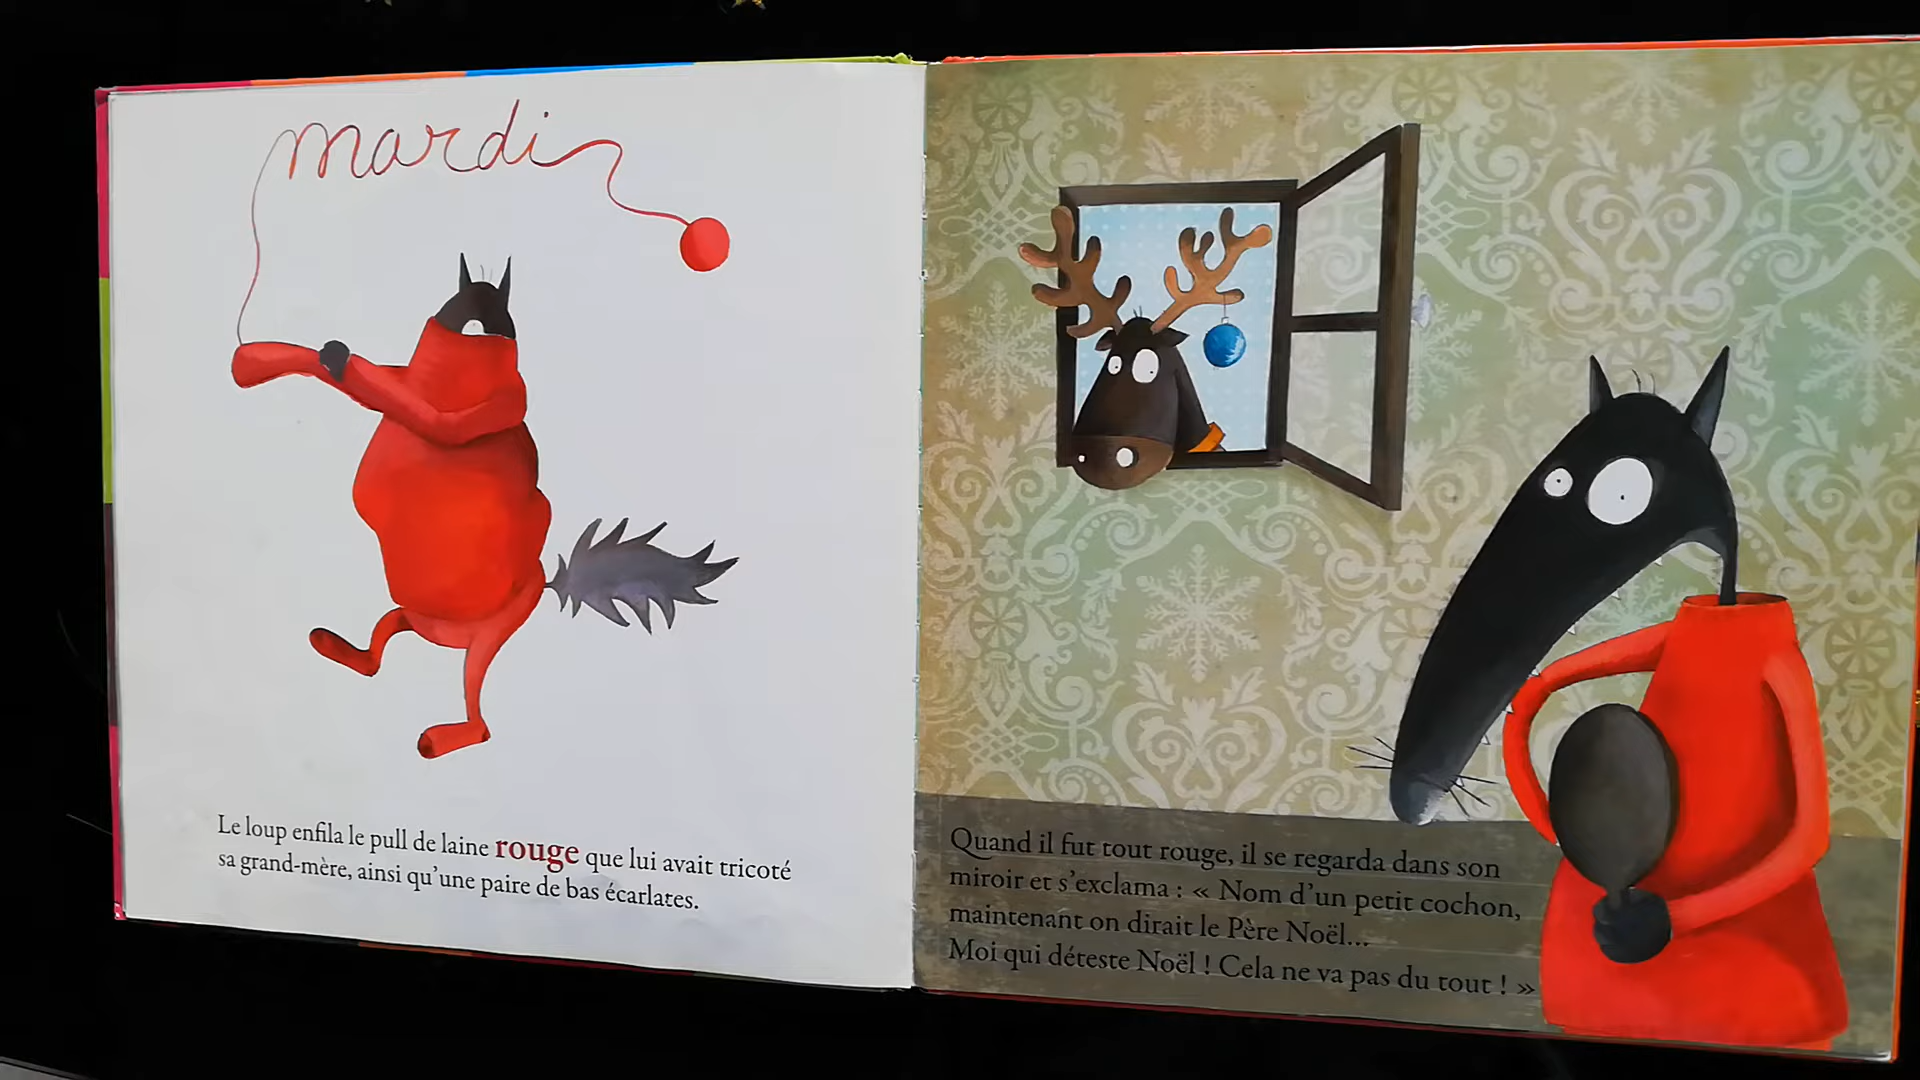 mardi
Le loup enfila le pull de laine rouge que lui avait tricoté
sa grand-mère, ainsi qu'une paire de bas écarlates.
Quand il fut tout rouge, il se regarda dans son
miroir et s'exclama : « Nom d'un petit cochon,
maintenant on dirait le Père Noël...
Moi qui déteste Noël ! Cela ne va pas du tout ! »